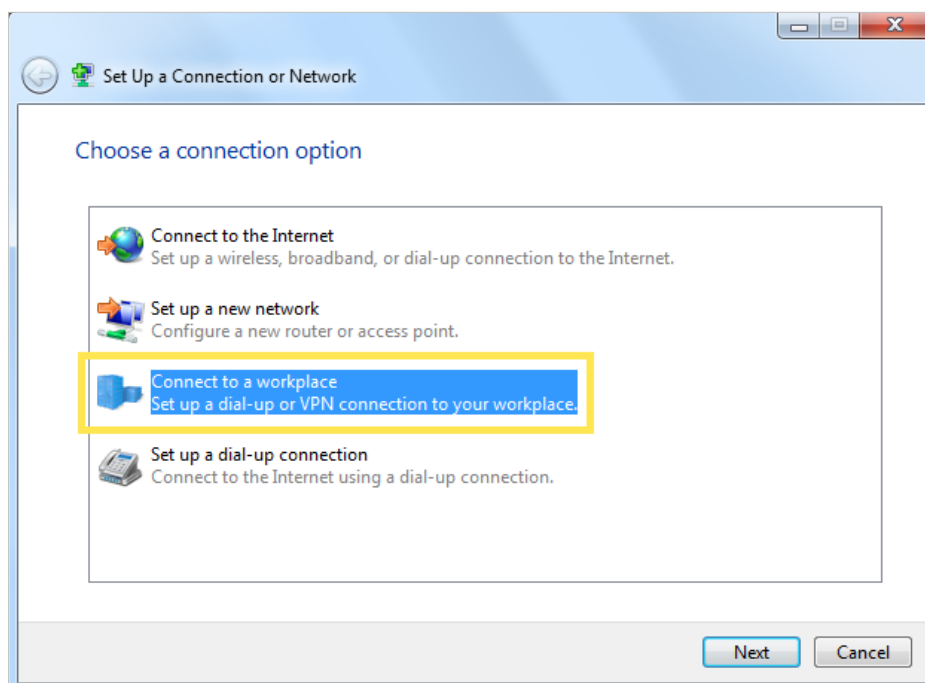 Set Up a Connection or Network
Choose a connection option
Connect to the Internet
Set up a wireless, broadband, or dial-up connection to the Internet.
Set up a new network
Configure a new router or access point.
Connect to a workplace
Set up a dial-up or VPN connection to your workplace.
Set up a dial-up connection
Connect to the Internet using a dial-up connection.
Next
Cancel